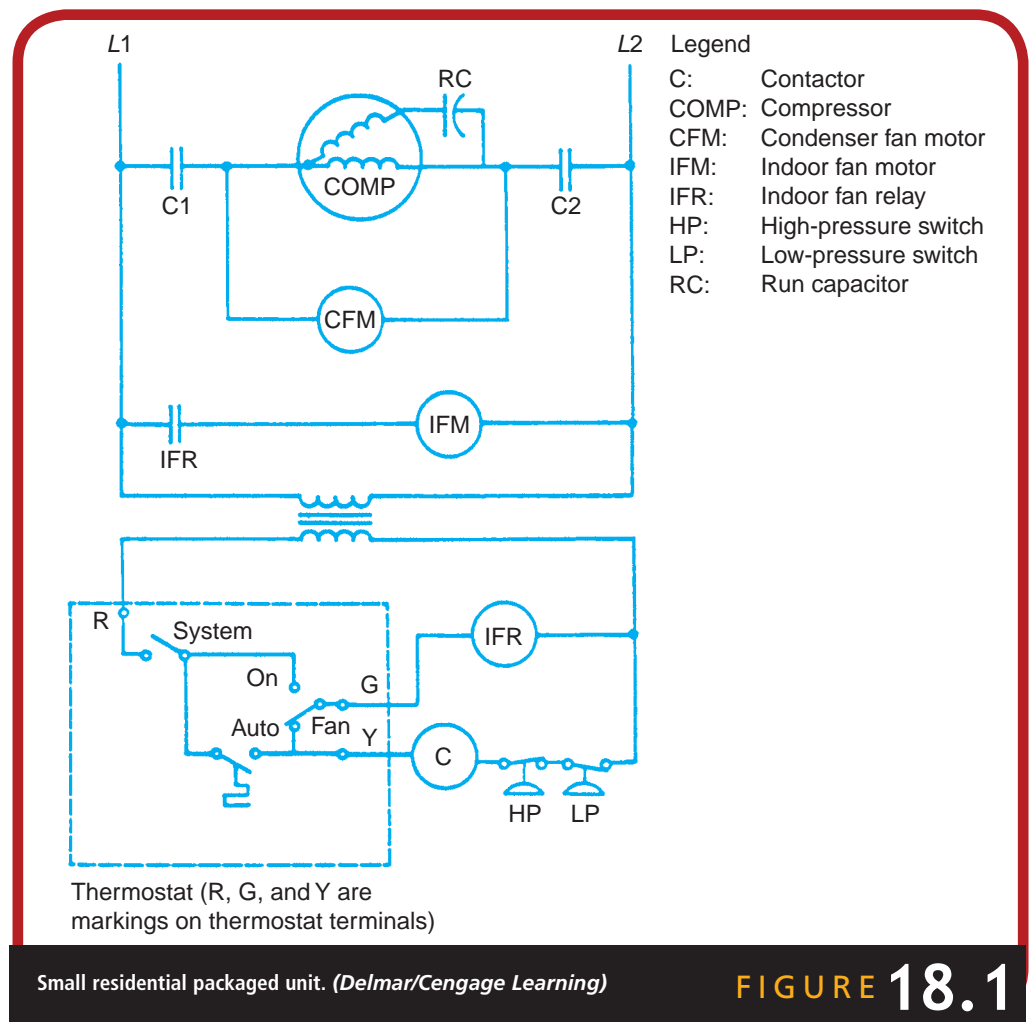 L1
L2
Legend
RC
C: Contactor
COMP: Compressor
CFM: Condenser fan motor
IFM: Indoor fan motor
IFR: Indoor fan relay
HP: High-pressure switch
LP: Low-pressure switch
RC: Run capacitor
COMP
C1
C2
CFM
IFM
IFR
R
System
IFR
On
G
Auto
Fan
Y
C
HP
LP
Thermostat (R, G, and Y are
markings on thermostat terminals)
Small residential packaged unit. (Delmar/Cengage Learning)
FIGURE 18.1